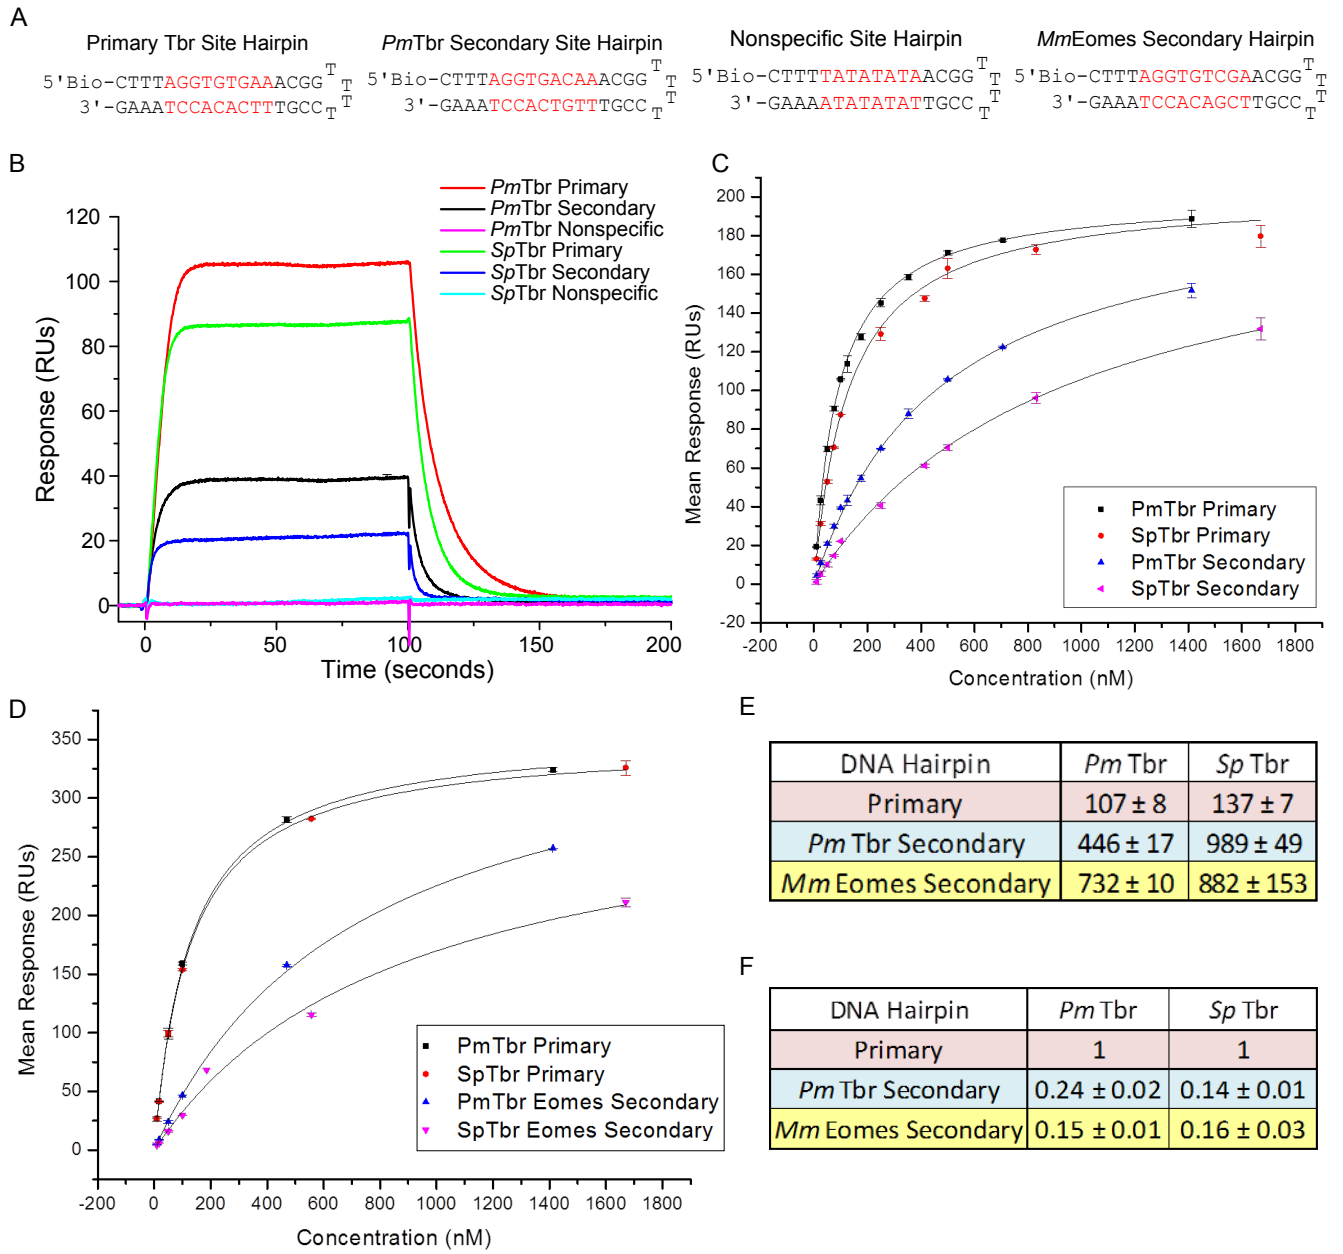 A
Primary Tbr Site Hairpin
5'Bio-CTTTAGGTGTGAAACGG T T
3'-GAAATCCACACTTTGCC T T
PmTbr Secondary Site Hairpin
5'Bio-CTTTAGGTGACAAACGG T T
3'-GAAATCCACTGTTTGCC T T
Nonspecific Site Hairpin
5'Bio-CTTTTATATATAACGG T T
3'-GAAAATATATATTGCC T T
MmEomes Secondary Hairpin
5'Bio-CTTTAGGTGTCGAACGG T T
3'-GAAATCCACAGCTTGCC T T
B
PmTbr Primary
PmTbr Secondary
PmTbr Nonspecific
SpTbr Primary
SpTbr Secondary
SpTbr Nonspecific
Response (RUs)
120
100
80
60
40
20
0
0 50 100 150 200
Time (seconds)
C
Mean Response (RUs)
200
180
160
140
120
100
80
60
40
20
0
-20
PmTbr Primary
SpTbr Primary
PmTbr Secondary
SpTbr Secondary
-200 0 200 400 600 800 1000 1200 1400 1600 1800
Concentration (nM)
D
Mean Response (RUs)
350
300
250
200
150
100
50
0
PmTbr Primary
SpTbr Primary
PmTbr Eomes Secondary
SpTbr Eomes Secondary
-200 0 200 400 600 800 1000 1200 1400 1600 1800
Concentration (nM)
E
DNA Hairpin Pm Tbr Sp Tbr
Primary 107 ± 8 137 ± 7
Pm Tbr Secondary 446 ± 17 989 ± 49
Mm Eomes Secondary 732 ± 10 882 ± 153
F
DNA Hairpin Pm Tbr Sp Tbr
Primary 1 1
Pm Tbr Secondary 0.24 ± 0.02 0.14 ± 0.01
Mm Eomes Secondary 0.15 ± 0.01 0.16 ± 0.03